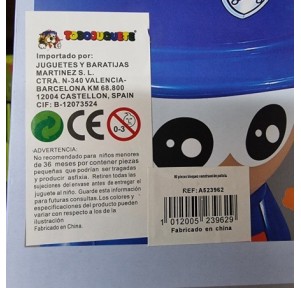 TODOJUGUETE
Importado por:
JUGUETES Y BARATIJAS
MARTINEZ S. L.
CTRA. N-340 VALENCIA-
BARCELONA KM 68.800
12004 CASTELLON, SPAIN
CIF: B-12073524
CE
0-3
-ADVERTENCIA:
No recomendado para niños menores
de 36 meses por contener piezas
pequeñas que podrian ser tragadas
y producir asfixia. Retiren todas las
sujeciones del envase antes de entregar el
juguete al niño. Guarde esta información
para futuras consultas.Los colores y
especificaciones del producto pueden
variar con respecto a los de la ilustración
Fabricado en China.
REF: A823962
1 012005 239629
Fabricado en china